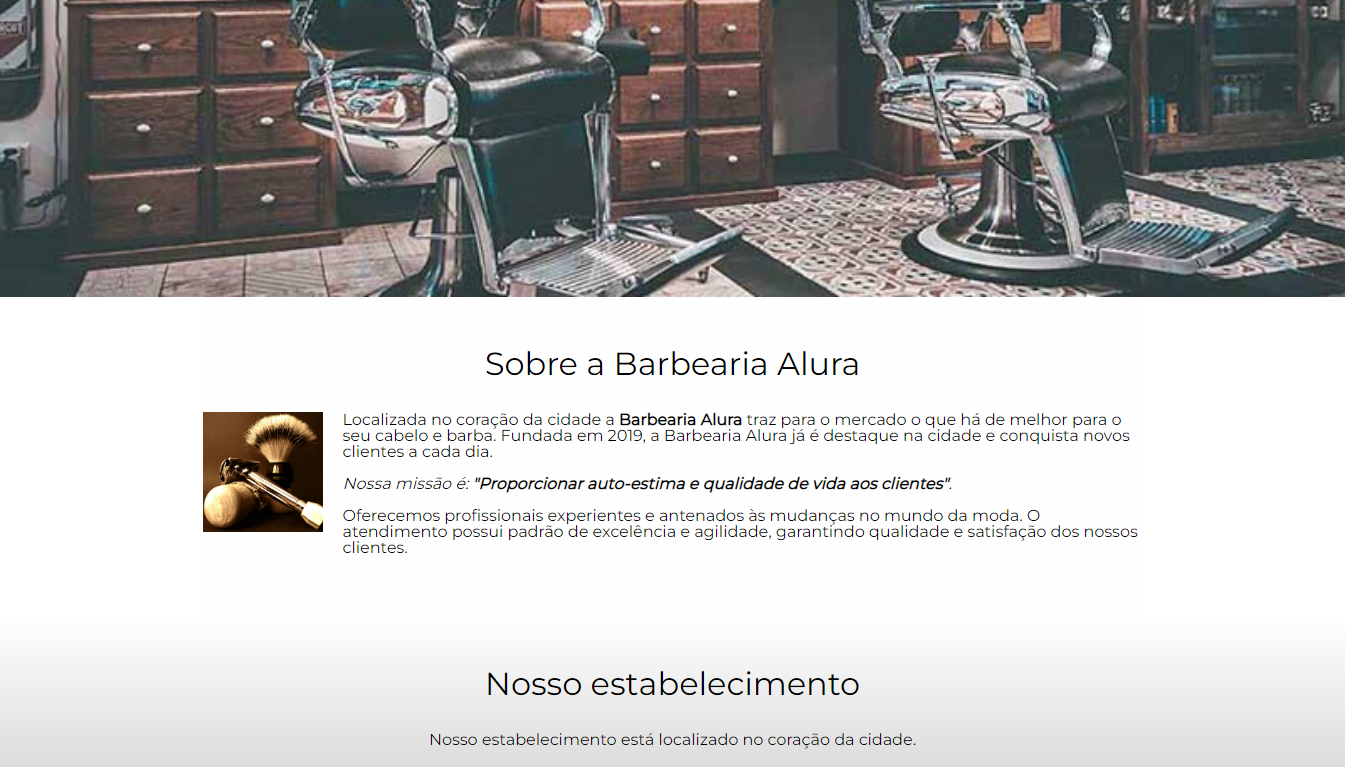 Sobre a Barbearia Alura
Localizada no coração da cidade a Barbearia Alura traz para o mercado o que há de melhor para o
seu cabelo e barba. Fundada em 2019, a Barbearia Alura já é destaque na cidade e conquista novos
clientes a cada dia.
Nossa missão é: "Proporcionar auto-estima e qualidade de vida aos clientes".
Oferecemos profissionais experientes e antenados às mudanças no mundo da moda. O
atendimento possui padrão de excelência e agilidade, garantindo qualidade e satisfação dos nossos
clientes.
Nosso estabelecimento
Nosso estabelecimento está localizado no coração da cidade.